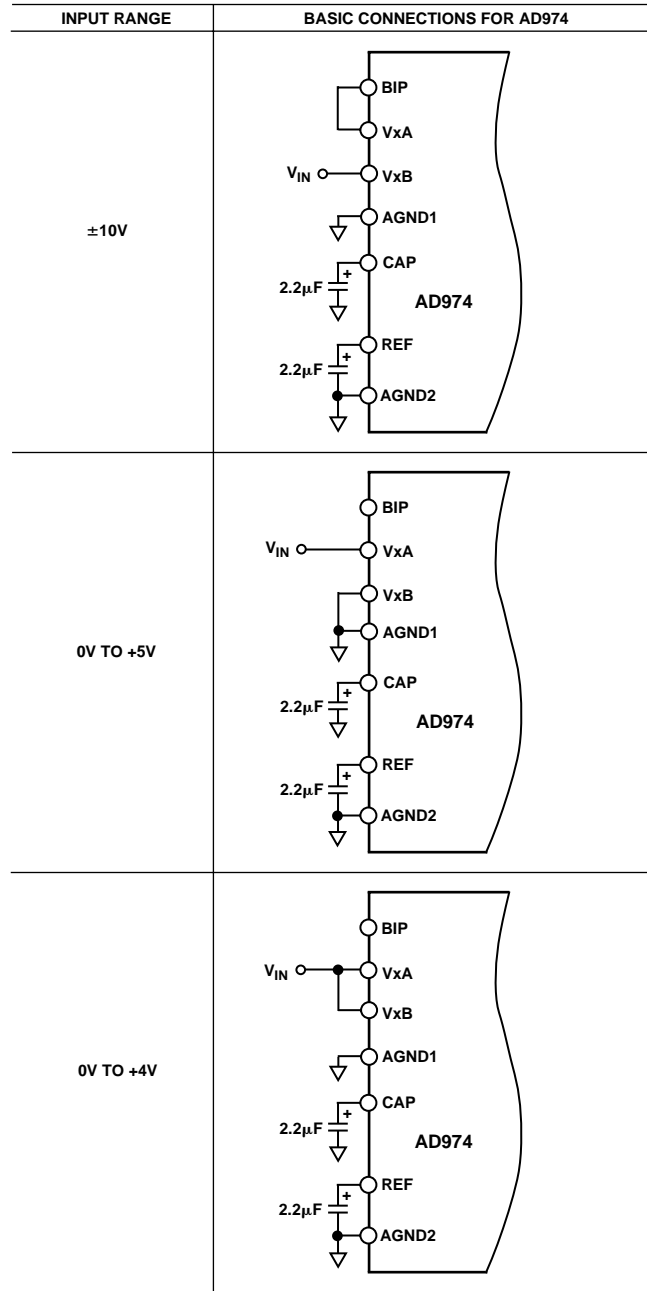 INPUT RANGE
BASIC CONNECTIONS FOR AD974
±10V
BIP
VxA
VIN
VxB
AGND1
CAP
+
2.2μF
AD974
REF
+
2.2μF
AGND2
0V TO +5V
BIP
VIN
VxA
VxB
AGND1
CAP
+
2.2μF
AD974
REF
+
2.2μF
AGND2
0V TO +4V
BIP
VIN
VxA
VxB
AGND1
CAP
+
2.2μF
AD974
REF
+
2.2μF
AGND2